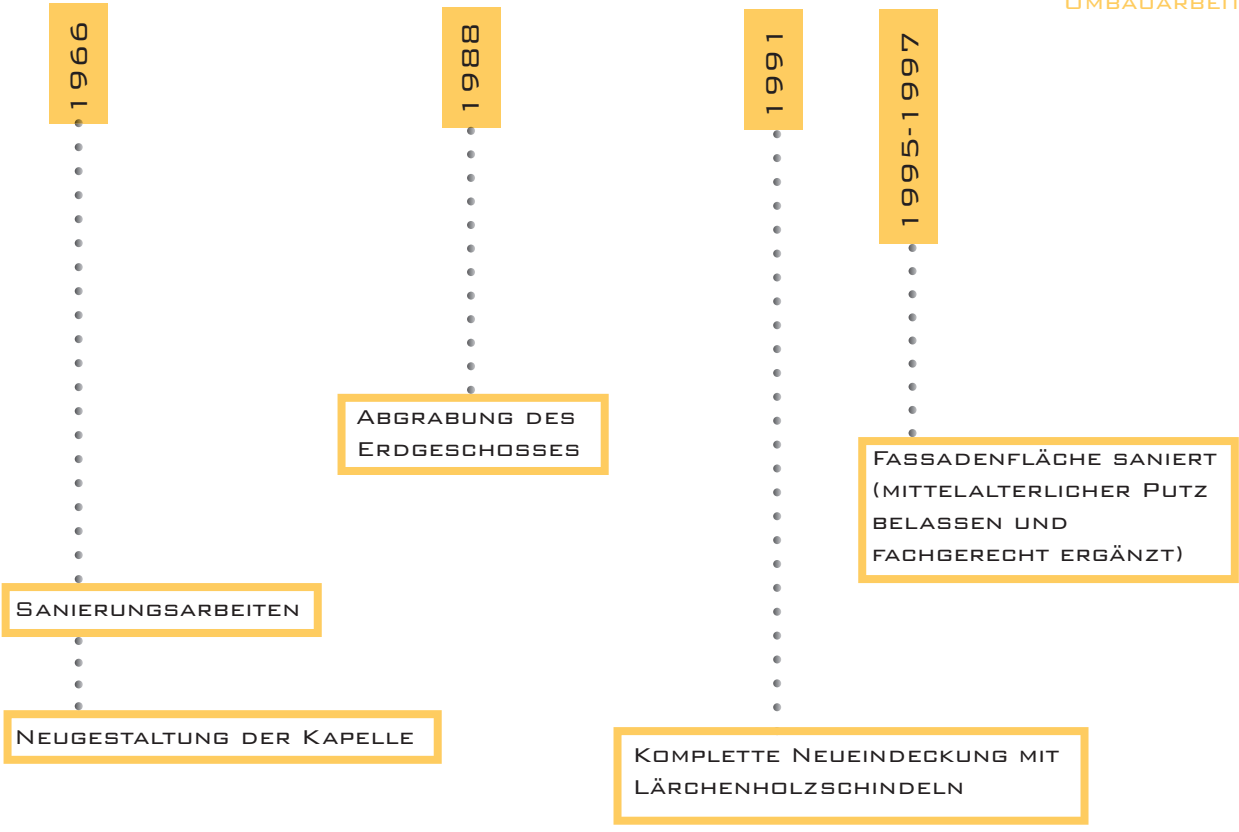 1966
1988
1991
1995-1997
Sanierungsarbeiten
Neugestaltung der Kapelle
Abgrabung des
Erdgeschosses
Komplette Neueindeckung mit
Lärchenholzschindeln
Fassadenfläche saniert
(mittelalterlicher Putz
belassen und
fachgerecht ergänzt)